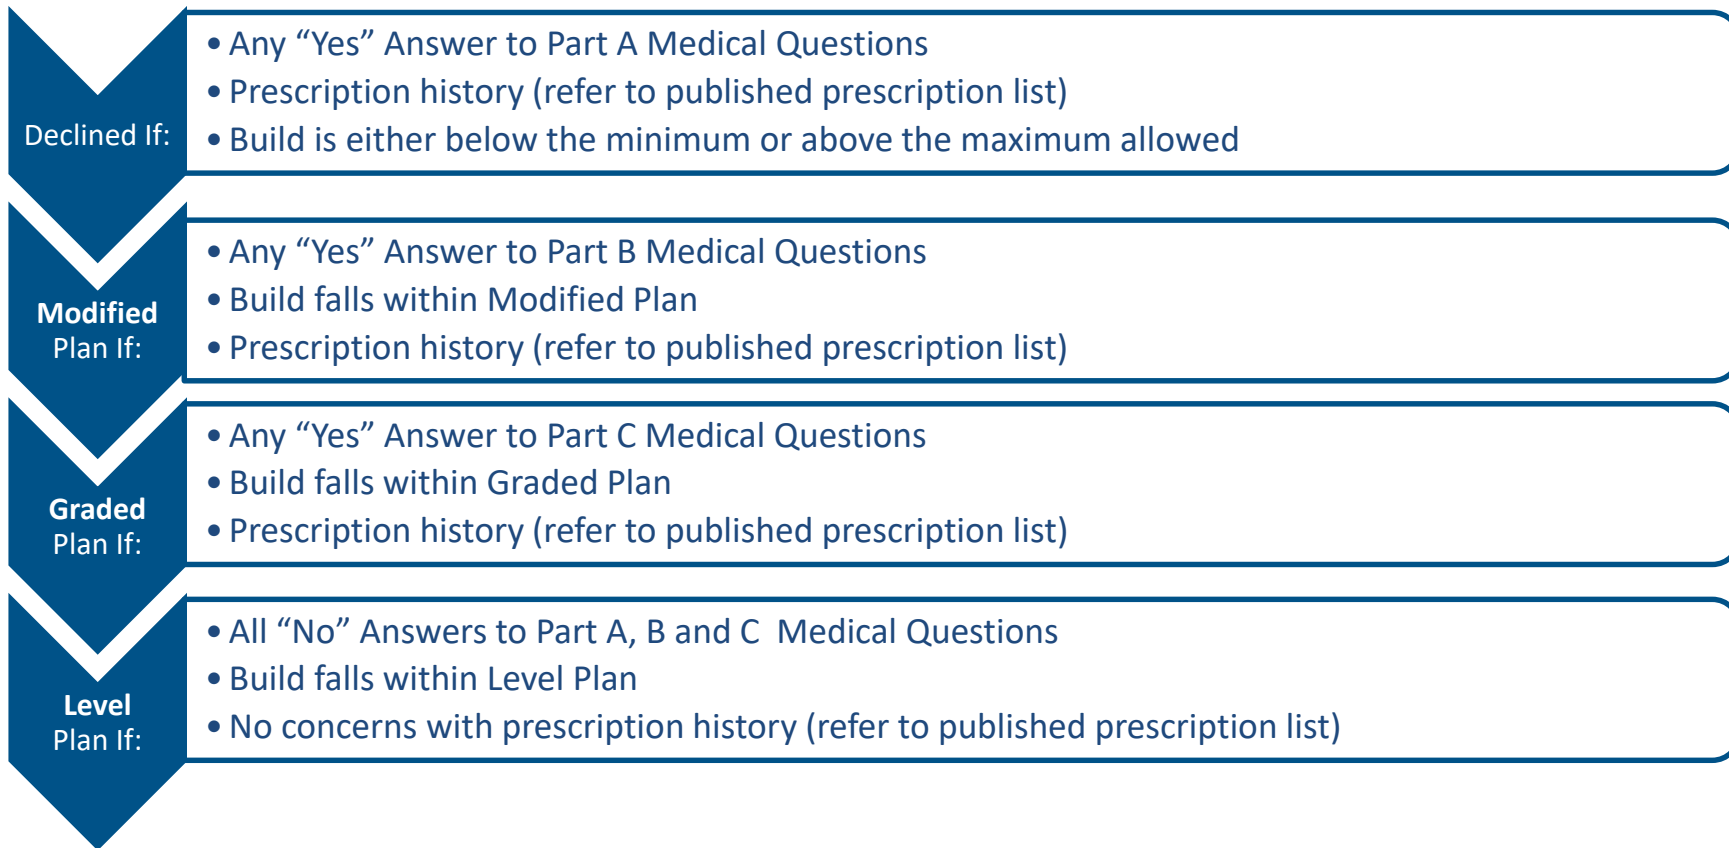 Declined If:
• Any “Yes” Answer to Part A Medical Questions
• Prescription history (refer to published prescription list)
• Build is either below the minimum or above the maximum allowed
Modified
Plan If:
• Any “Yes” Answer to Part B Medical Questions
• Build falls within Modified Plan
• Prescription history (refer to published prescription list)
Graded
Plan If:
• Any “Yes” Answer to Part C Medical Questions
• Build falls within Graded Plan
• Prescription history (refer to published prescription list)
Level
Plan If:
• All “No” Answers to Part A, B and C  Medical Questions
• Build falls within Level Plan
• No concerns with prescription history (refer to published prescription list)